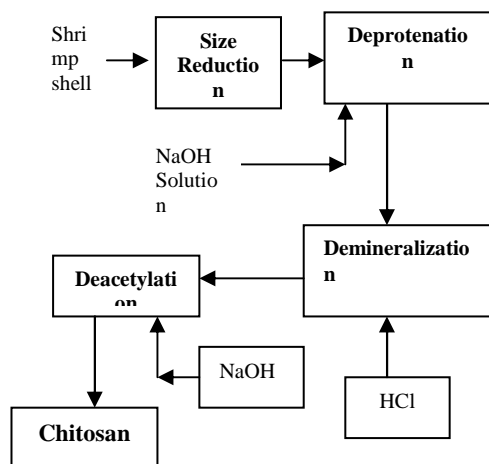 Shri
mp
shell
Size
Reductio
n
Deprotenatio
n
NaOH
Solutio
n
Demineralizatio
n
Deacetylati
on
NaOH
HCl
Chitosan